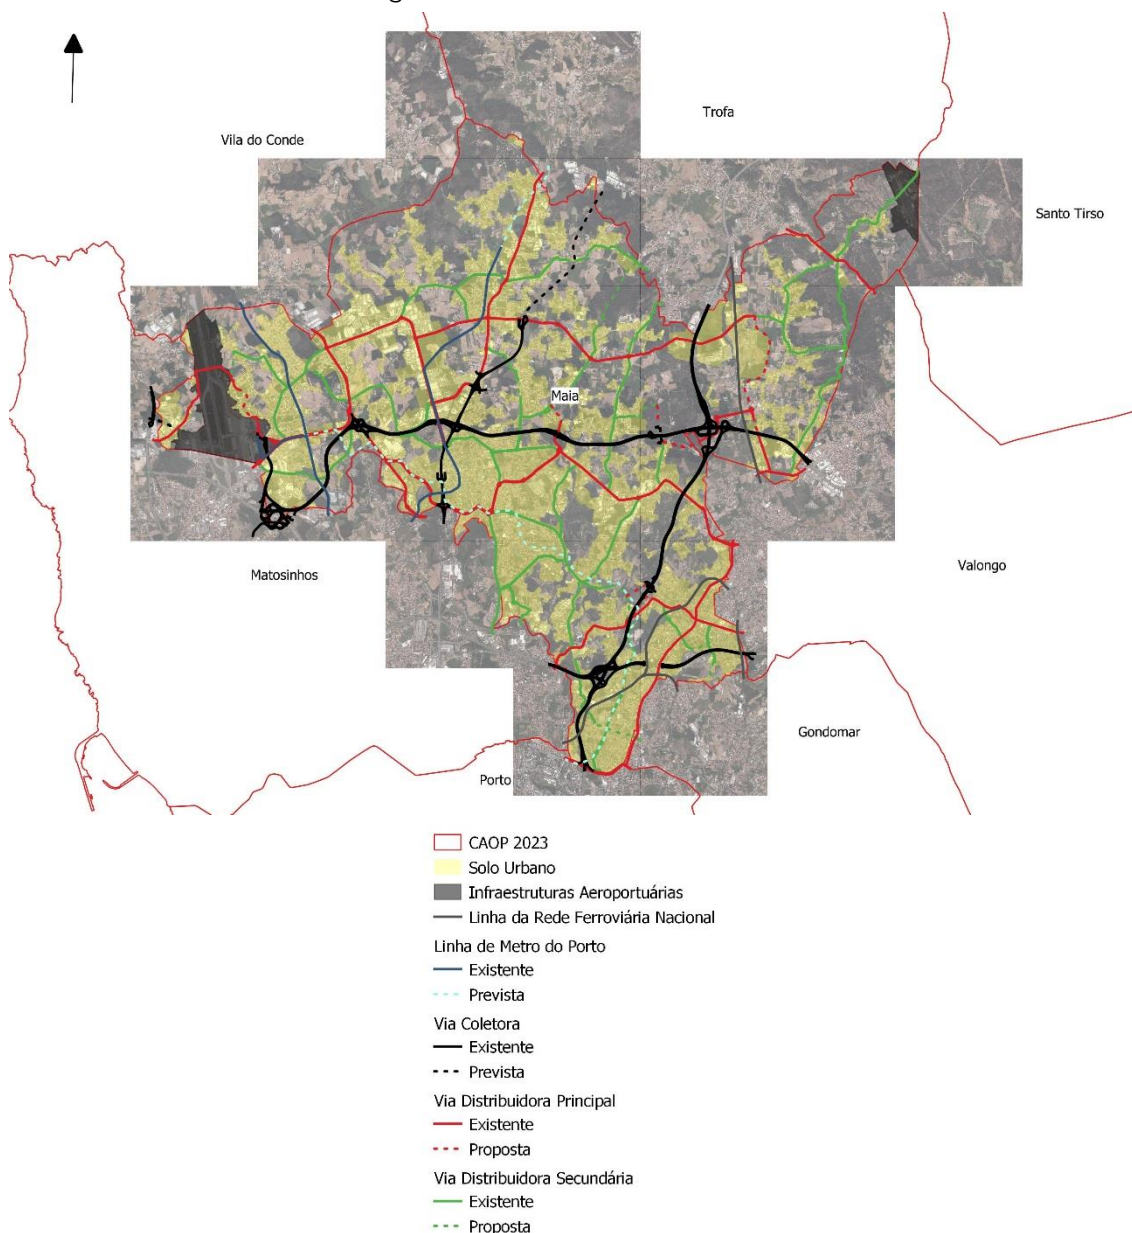 Trofa
Vila do Conde
Santo Tirso
Maia
Matosinhos
Valongo
Gondomar
Porto
CAOP 2023
Solo Urbano
Infraestruturas Aeroportuárias
Linha da Rede Ferroviária Nacional
Linha de Metro do Porto
Existente
Prevista
Via Coletora
Existente
Prevista
Via Distribuidora Principal
Existente
Proposta
Via Distribuidora Secundária
Existente
Proposta